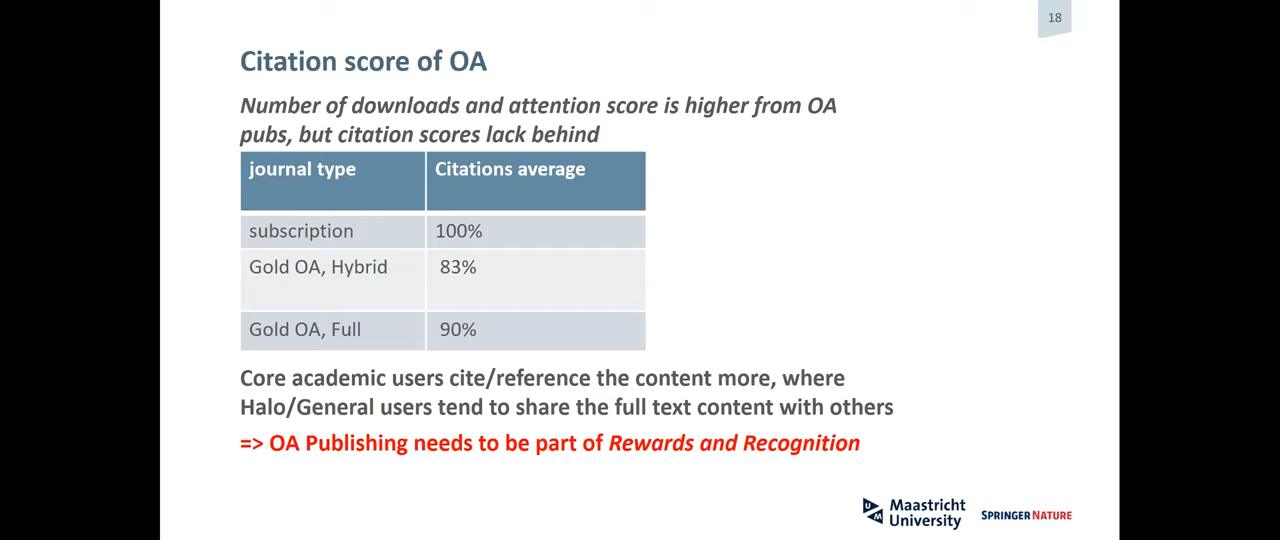 18
Citation score of OA
Number of downloads and attention score is higher from OA
pubs, but citation scores lack behind
journal type Citations average
subscription 100%
Gold OA, Hybrid 83%
Gold OA, Full 90%
Core academic users cite/reference the content more, where
Halo/General users tend to share the full text content with others
=> OA Publishing needs to be part of Rewards and Recognition
UM Maastricht
University
SPRINGER NATURE